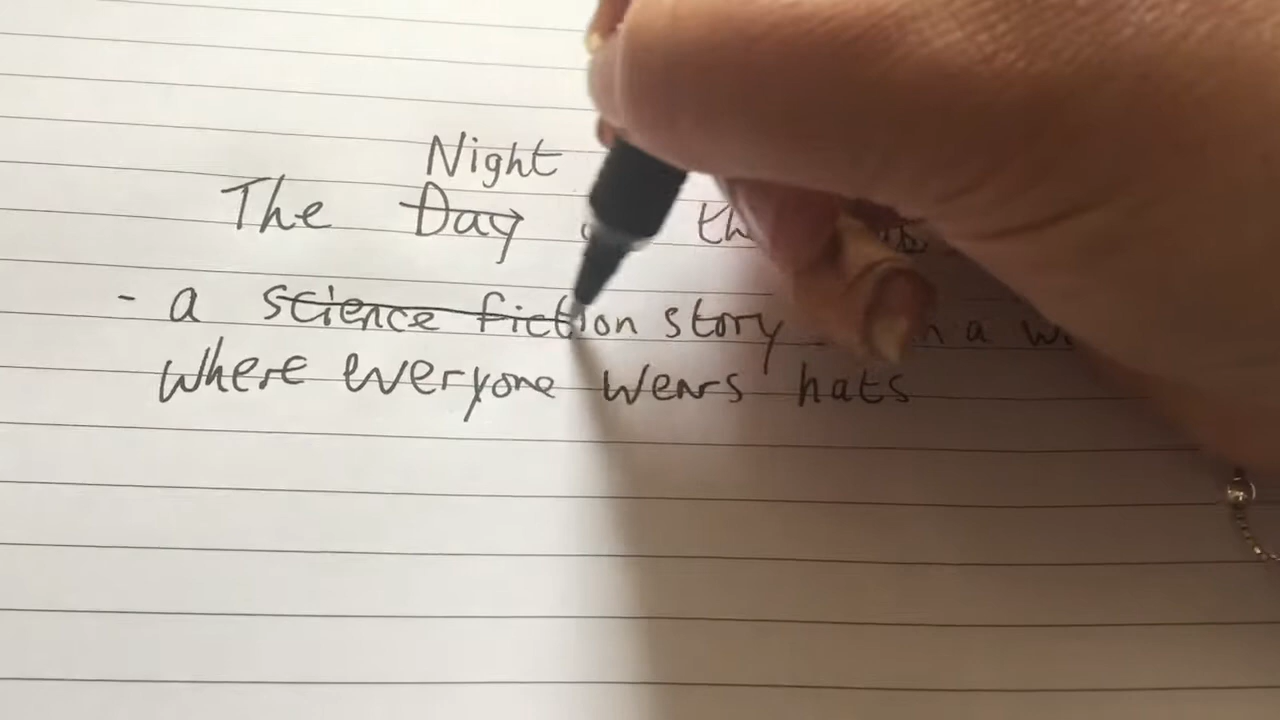 Night
The Day
- a science fiction story a
where everyone wears hats